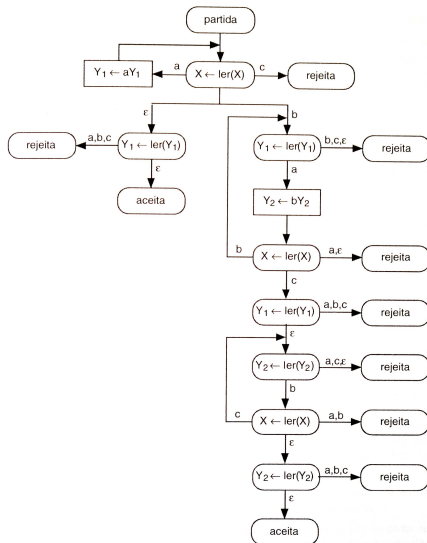 partida
Y₁ ← aY₁
a
X ← ler(X)
c
rejeita
ε
b
rejeita
a,b,c
Y₁ ← ler(Y₁)
Y₁ ← ler(Y₁)
b,c,ε
rejeita
ε
a
aceita
Y₂ ← bY₂
b
X ← ler(X)
a,ε
rejeita
c
Y₁ ← ler(Y₁)
a,b,c
rejeita
ε
Y₂ ← ler(Y₂)
a,c,ε
rejeita
b
c
X ← ler(X)
a,b
rejeita
ε
Y₂ ← ler(Y₂)
a,b,c
rejeita
ε
aceita